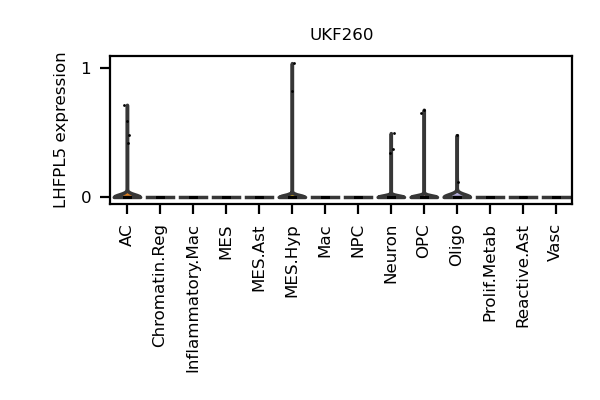 UKF260
LHFPL5 expression
1
0
AC
Chromatin.Reg
Inflammatory.Mac
MES
MES.Ast
MES.Hyp
Mac
NPC
Neuron
OPC
Oligo
Prolif.Metab
Reactive.Ast
Vasc